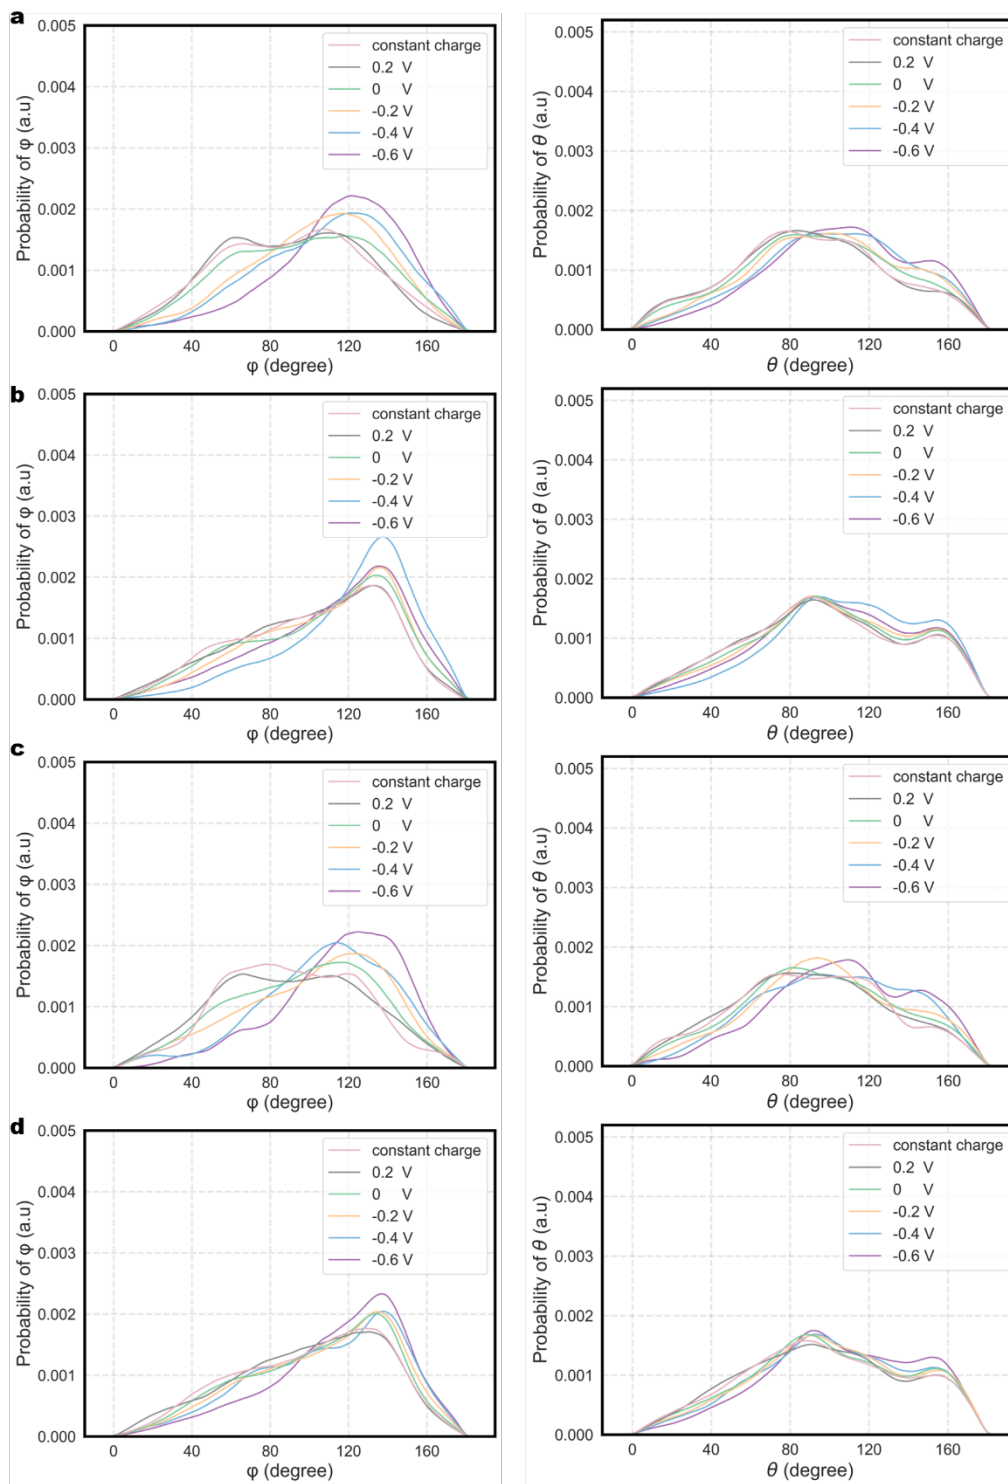 a
0.005
0.004
0.003
0.002
0.001
0.000
Probability of φ (a.u)
constant charge
0.2 V
0 V
-0.2 V
-0.4 V
-0.6 V
0 40 80 120 160
φ (degree)
0.005
0.004
0.003
0.002
0.001
0.000
Probability of θ (a.u)
constant charge
0.2 V
0 V
-0.2 V
-0.4 V
-0.6 V
0 40 80 120 160
θ (degree)
b
0.005
0.004
0.003
0.002
0.001
0.000
Probability of φ (a.u)
constant charge
0.2 V
0 V
-0.2 V
-0.4 V
-0.6 V
0 40 80 120 160
φ (degree)
0.005
0.004
0.003
0.002
0.001
0.000
Probability of θ (a.u)
constant charge
0.2 V
0 V
-0.2 V
-0.4 V
-0.6 V
0 40 80 120 160
θ (degree)
c
0.005
0.004
0.003
0.002
0.001
0.000
Probability of φ (a.u)
constant charge
0.2 V
0 V
-0.2 V
-0.4 V
-0.6 V
0 40 80 120 160
φ (degree)
0.005
0.004
0.003
0.002
0.001
0.000
Probability of θ (a.u)
constant charge
0.2 V
0 V
-0.2 V
-0.4 V
-0.6 V
0 40 80 120 160
θ (degree)
d
0.005
0.004
0.003
0.002
0.001
0.000
Probability of φ (a.u)
constant charge
0.2 V
0 V
-0.2 V
-0.4 V
-0.6 V
0 40 80 120 160
φ (degree)
0.005
0.004
0.003
0.002
0.001
0.000
Probability of θ (a.u)
constant charge
0.2 V
0 V
-0.2 V
-0.4 V
-0.6 V
0 40 80 120 160
θ (degree)